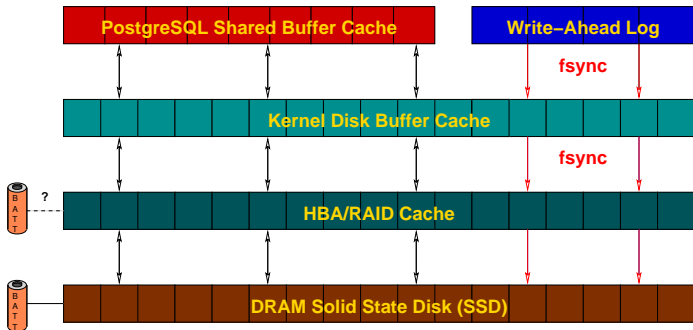 PostgreSQL Shared Buffer Cache
Write−Ahead Log
fsync
Kernel Disk Buffer Cache
fsync
?
BATT
HBA/RAID Cache
BATT
DRAM Solid State Disk (SSD)